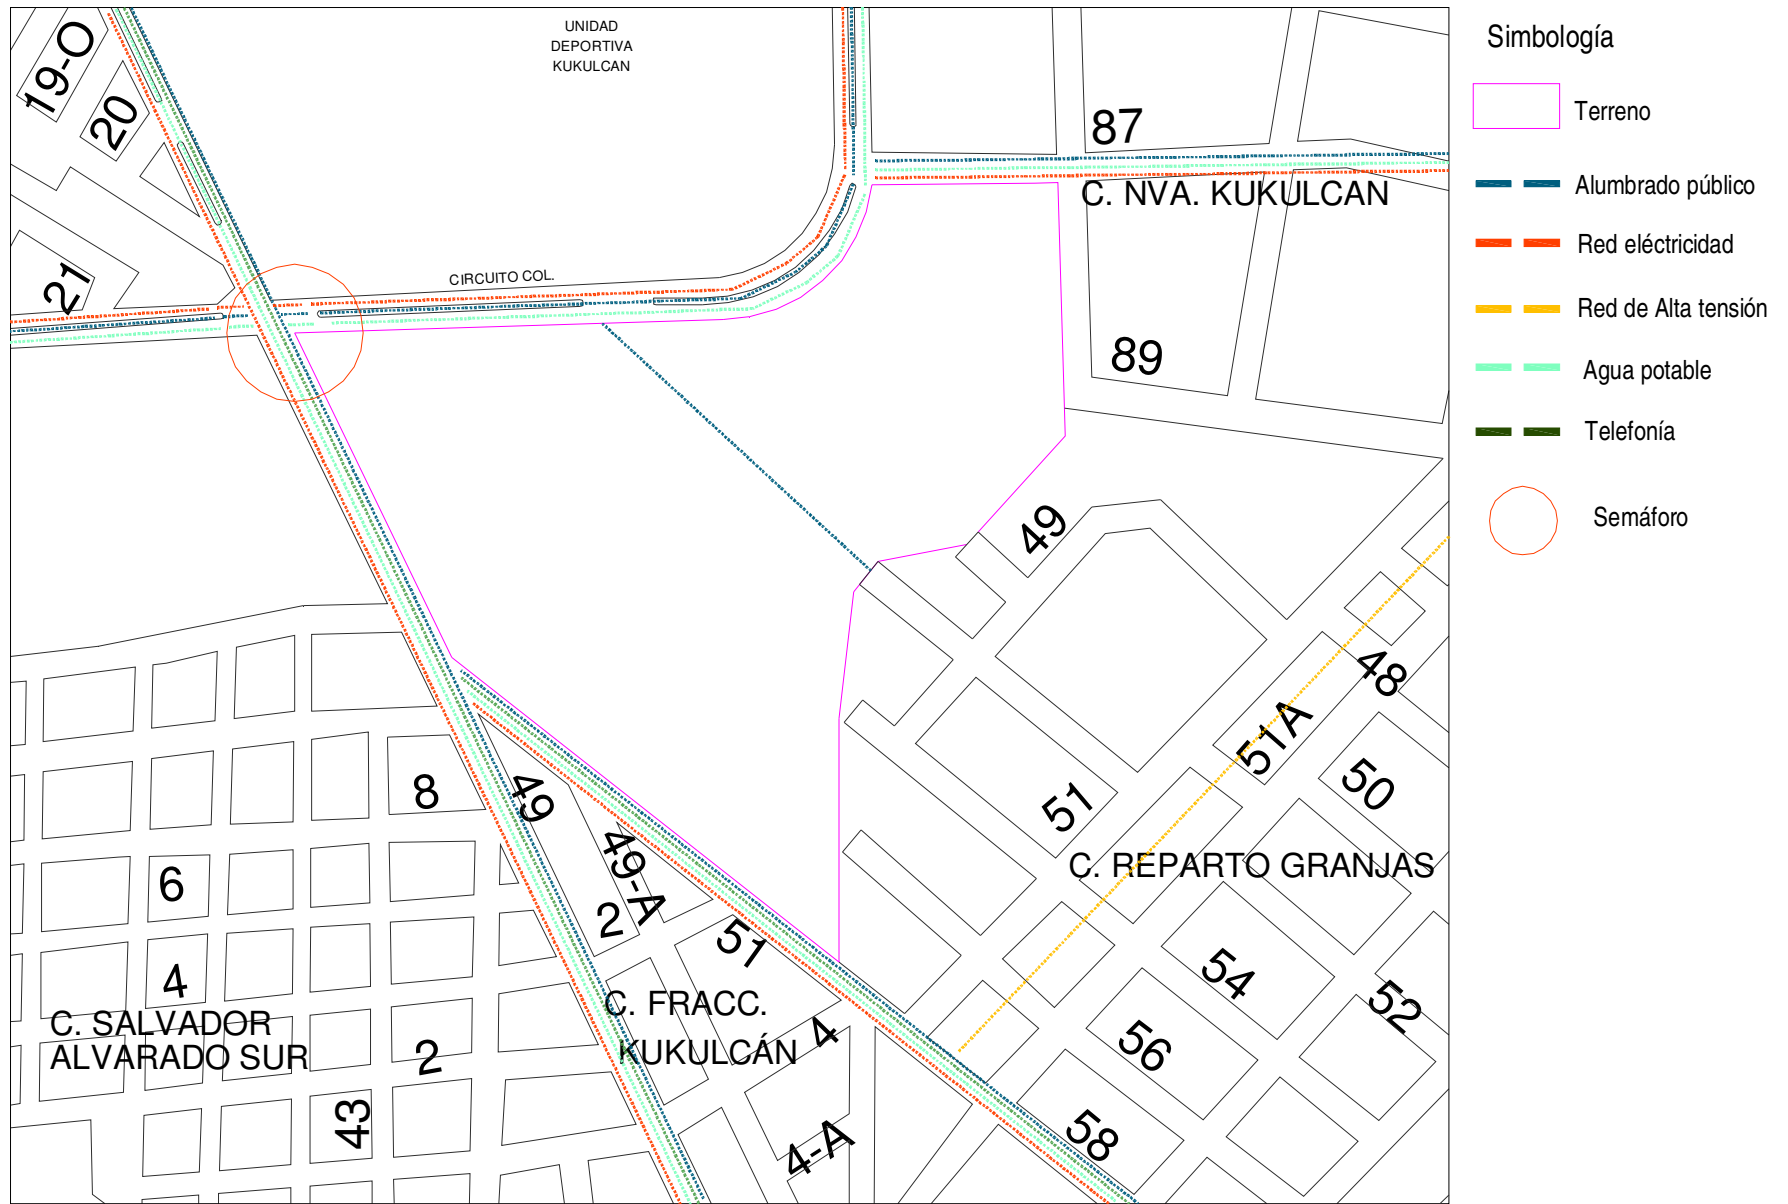 UNIDAD
DEPORTIVA
KUKULCAN
19-O
20
21
CIRCUITO COL.
87
C. NVA. KUKULCAN
89
49
48
51A
50
51
C. REPARTO GRANJAS
54
52
56
58
8
49
49-A
6
2
51
4
C. SALVADOR
ALVARADO SUR
2
43
C. FRACC.
KUKULCÁN
4
4-A
Simbología
Terreno
Alumbrado público
Red eléctricidad
Red de Alta tensión
Agua potable
Telefonía
Semáforo